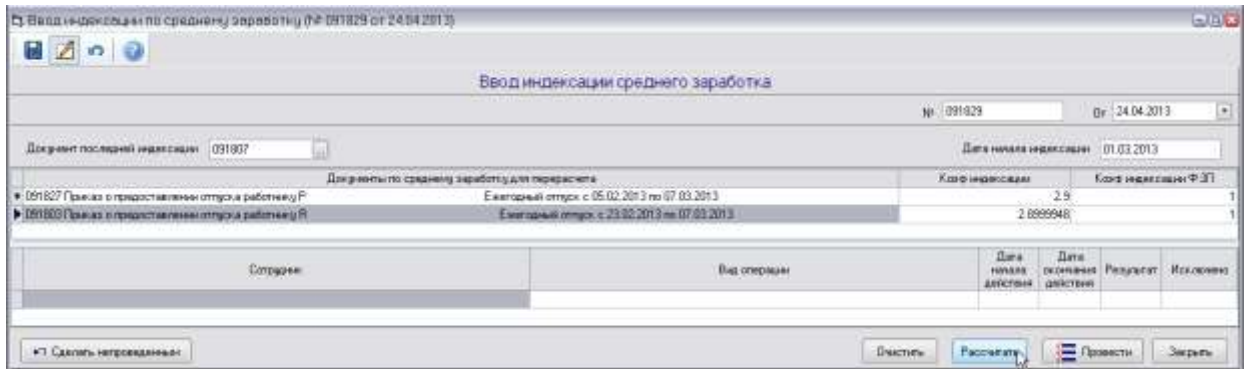 Ввод индексации по среднему заработку (№ 091829 от 24.04.2013)
Ввод индексации среднего заработка
№ 091829 От 24.04.2013
Документ последней индексации 091807 ... Дата начала индексации 01.03.2013
Документы по среднему заработку для перерасчета Коэф индексации Коэф индексации ФЗП
091827 Приказ о предоставлении отпуска работнику Р Ежегодный отпуск с 05.02.2013 по 07.03.2013 2.9 1
091803 Приказ о предоставлении отпуска работнику Я Ежегодный отпуск с 23.02.2013 по 07.03.2013 2.8999948 1
Сотрудник Вид операции Дата начала действия Дата окончания действия Результат Исключено
Сделать непроведенным Очистить Рассчитать Провести Закрыть